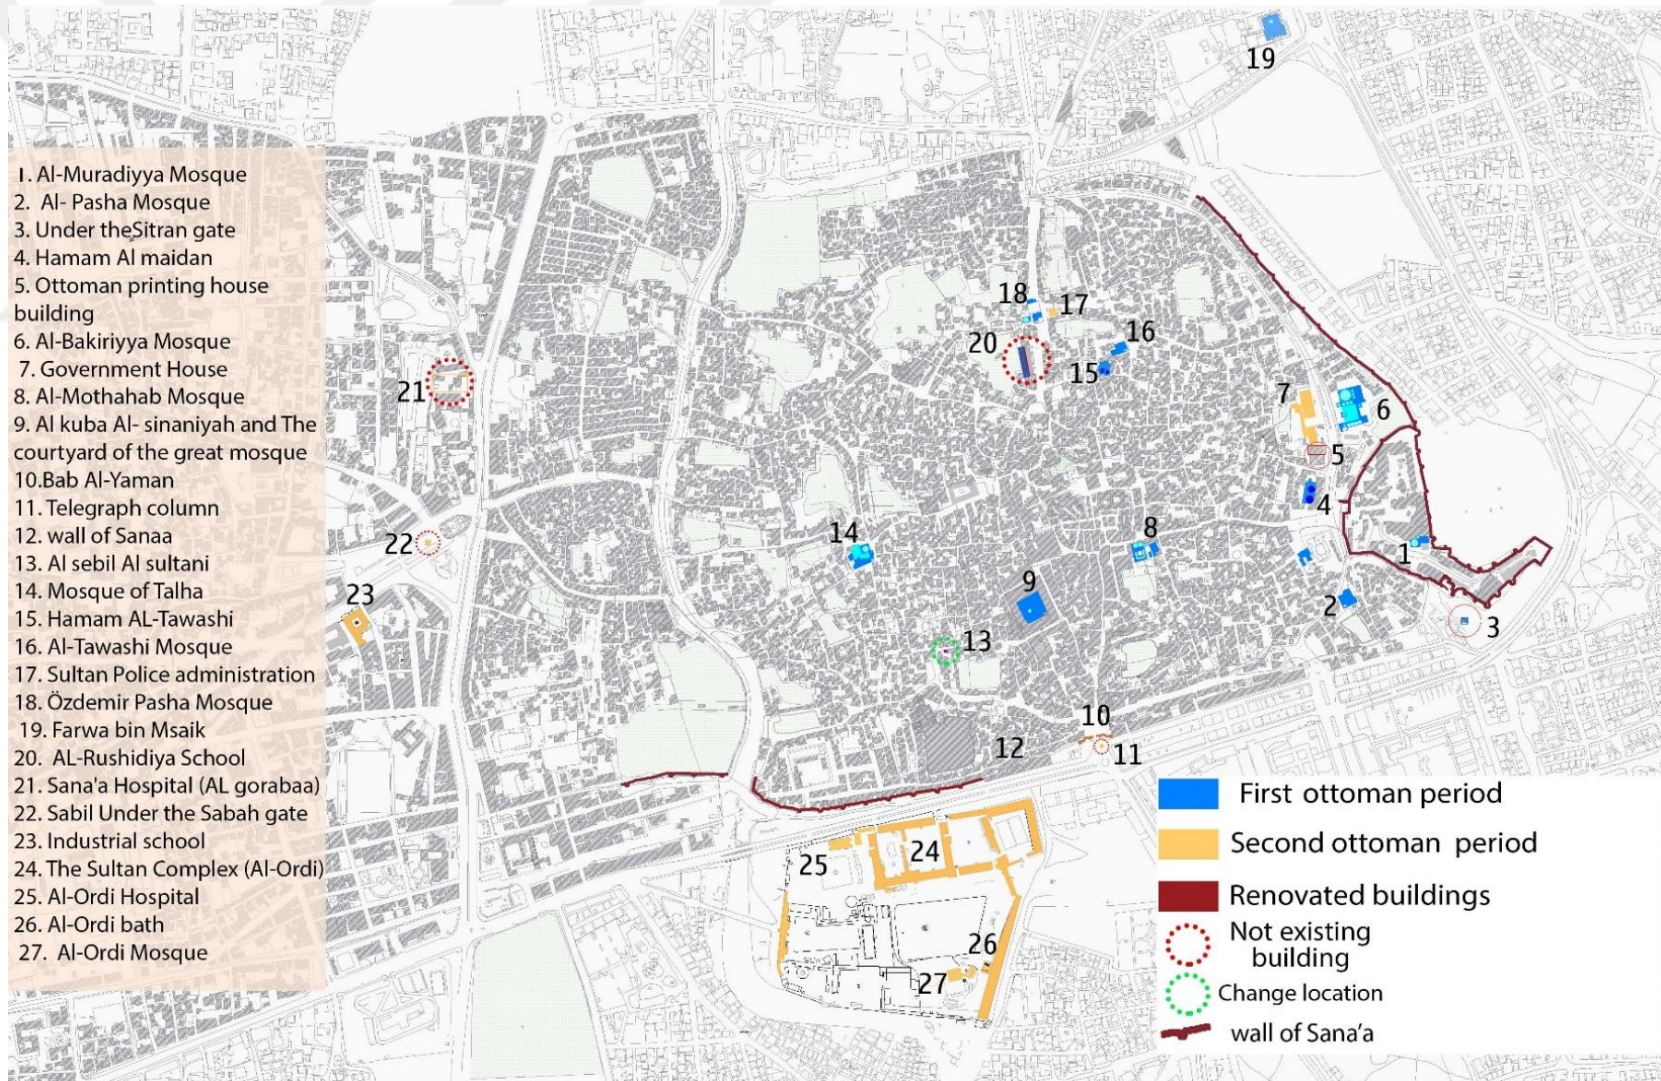 1. Al-Muradiyya Mosque
2. Al- Pasha Mosque
3. Under theSitran gate
4. Hamam Al maidan
5. Ottoman printing house
building
6. Al-Bakiriyya Mosque
7. Government House
8. Al-Mothahab Mosque
9. Al kuba Al- sinaniyah and The
courtyard of the great mosque
10.Bab Al-Yaman
11. Telegraph column
12. wall of Sanaa
13. Al sebil Al sultani
14. Mosque of Talha
15. Hamam AL-Tawashi
16. Al-Tawashi Mosque
17. Sultan Police administration
18. Özdemir Pasha Mosque
19. Farwa bin Msaik
20. AL-Rushidiya School
21. Sana'a Hospital (AL gorabaa)
22. Sabil Under the Sabah gate
23. Industrial school
24. The Sultan Complex (Al-Ordi)
25. Al-Ordi Hospital
26. Al-Ordi bath
27. Al-Ordi Mosque
19
18
17
20
16
15
21
7
6
5
4
22
14
8
1
9
23
2
3
13
10
12
11
25
24
26
27
First ottoman period
Second ottoman period
Renovated buildings
Not existing
building
Change location
wall of Sana'a